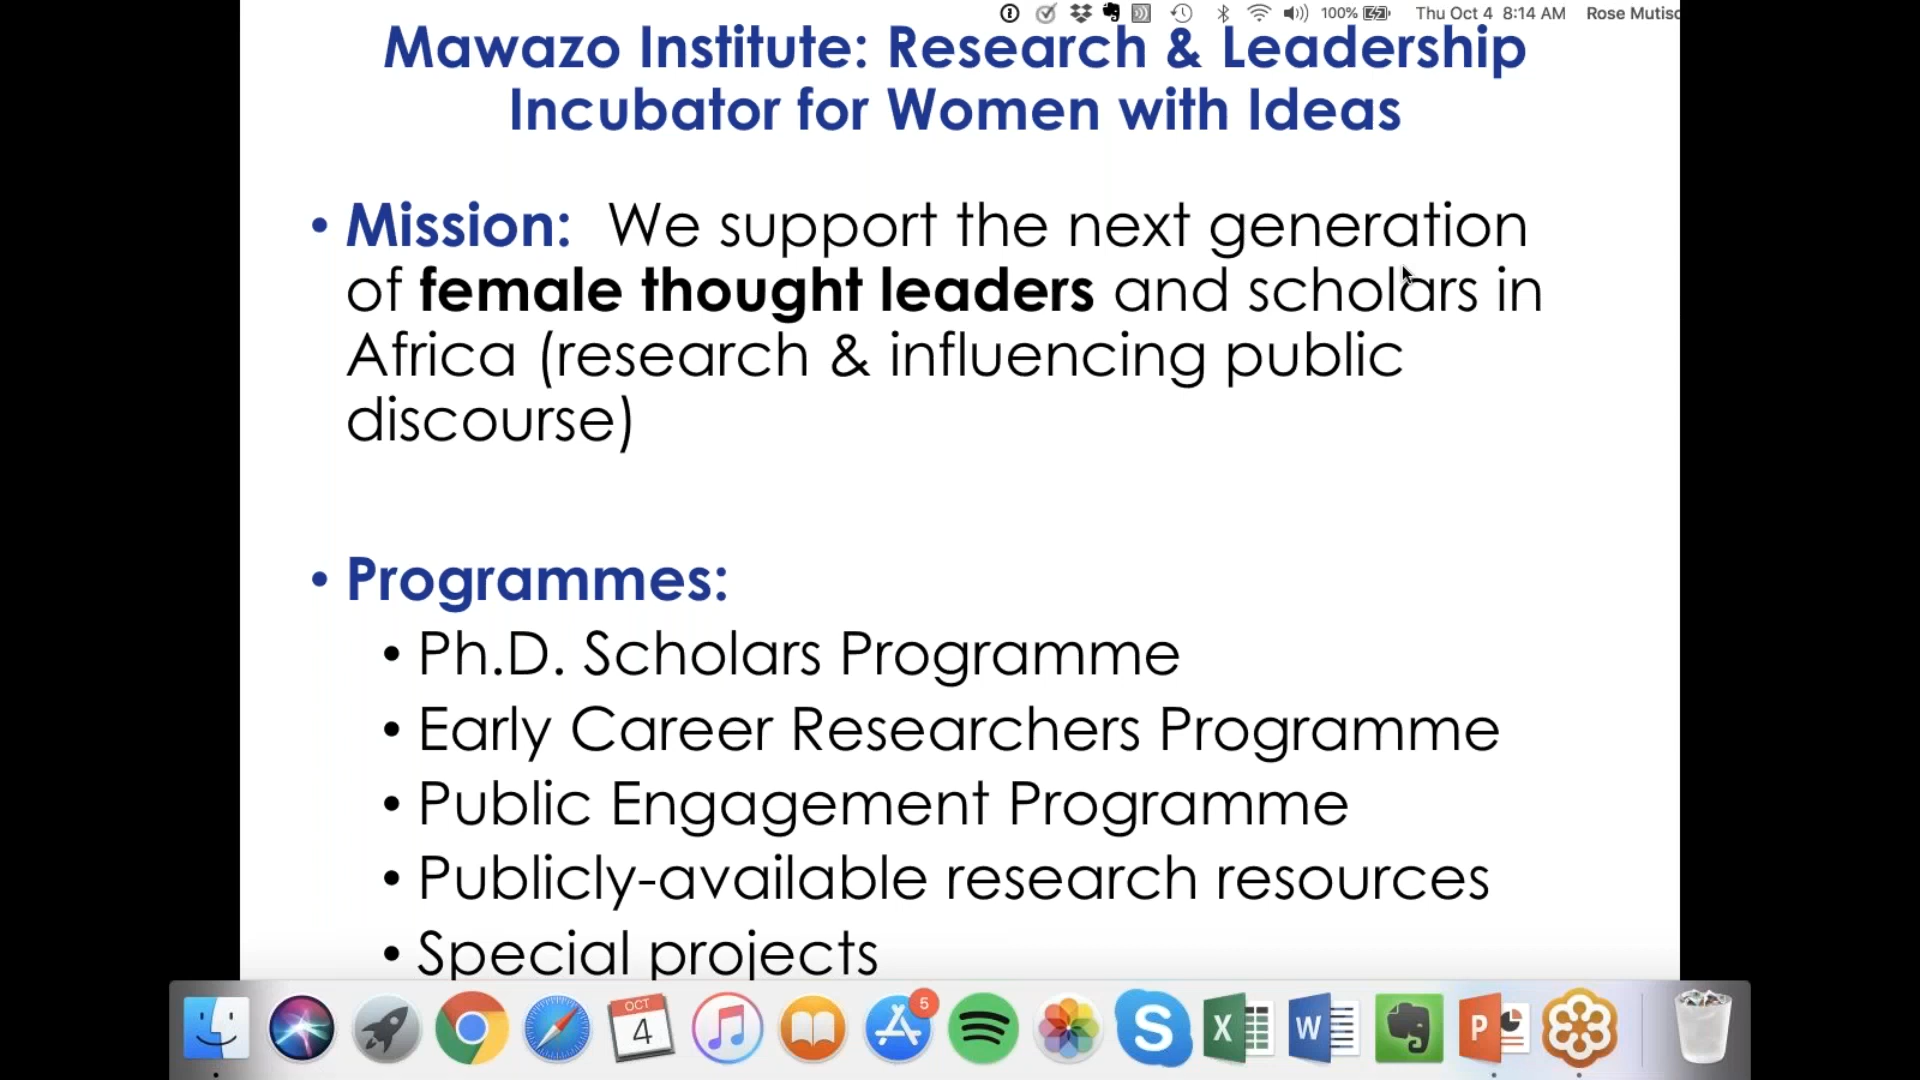 100% Thu Oct 4 8:14 AM Rose Mutisc
Mawazo Institute: Research & Leadership
Incubator for Women with Ideas
• Mission: We support the next generation
of female thought leaders and scholars in
Africa (research & influencing public
discourse)
• Programmes:
• Ph.D. Scholars Programme
• Early Career Researchers Programme
• Public Engagement Programme
• Publicly-available research resources
• Special projects
OCT
4
5
S
X
W
P